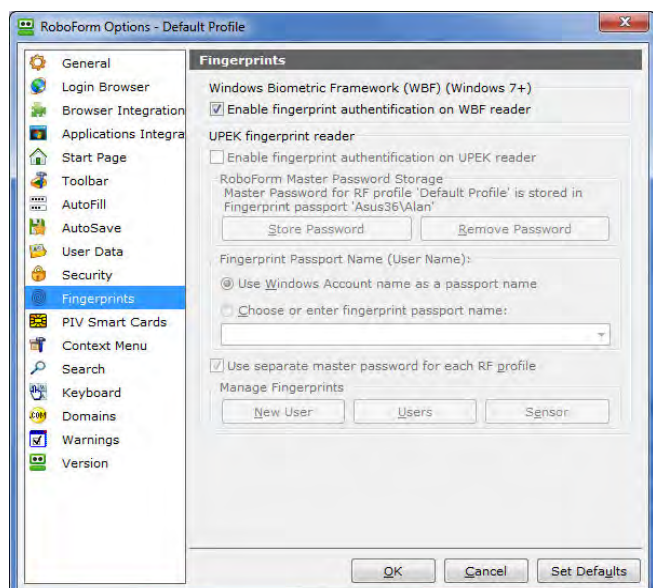 RoboForm Options - Default Profile
General
Login Browser
Browser Integration
Applications Integra
Start Page
Toolbar
AutoFill
AutoSave
User Data
Security
Fingerprints
PIV Smart Cards
Context Menu
Search
Keyboard
Domains
Warnings
Version
Fingerprints
Windows Biometric Framework (WBF) (Windows 7+)
Enable fingerprint authentification on WBF reader
UPEK fingerprint reader
Enable fingerprint authentification on UPEK reader
RoboForm Master Password Storage
Master Password for RF profile 'Default Profile' is stored in
Fingerprint passport 'Asus36\Alan'
Store Password Remove Password
Fingerprint Passport Name (User Name):
Use Windows Account name as a passport name
Choose or enter fingerprint passport name:
Use separate master password for each RF profile
Manage Fingerprints
New User Users Sensor
OK Cancel Set Defaults